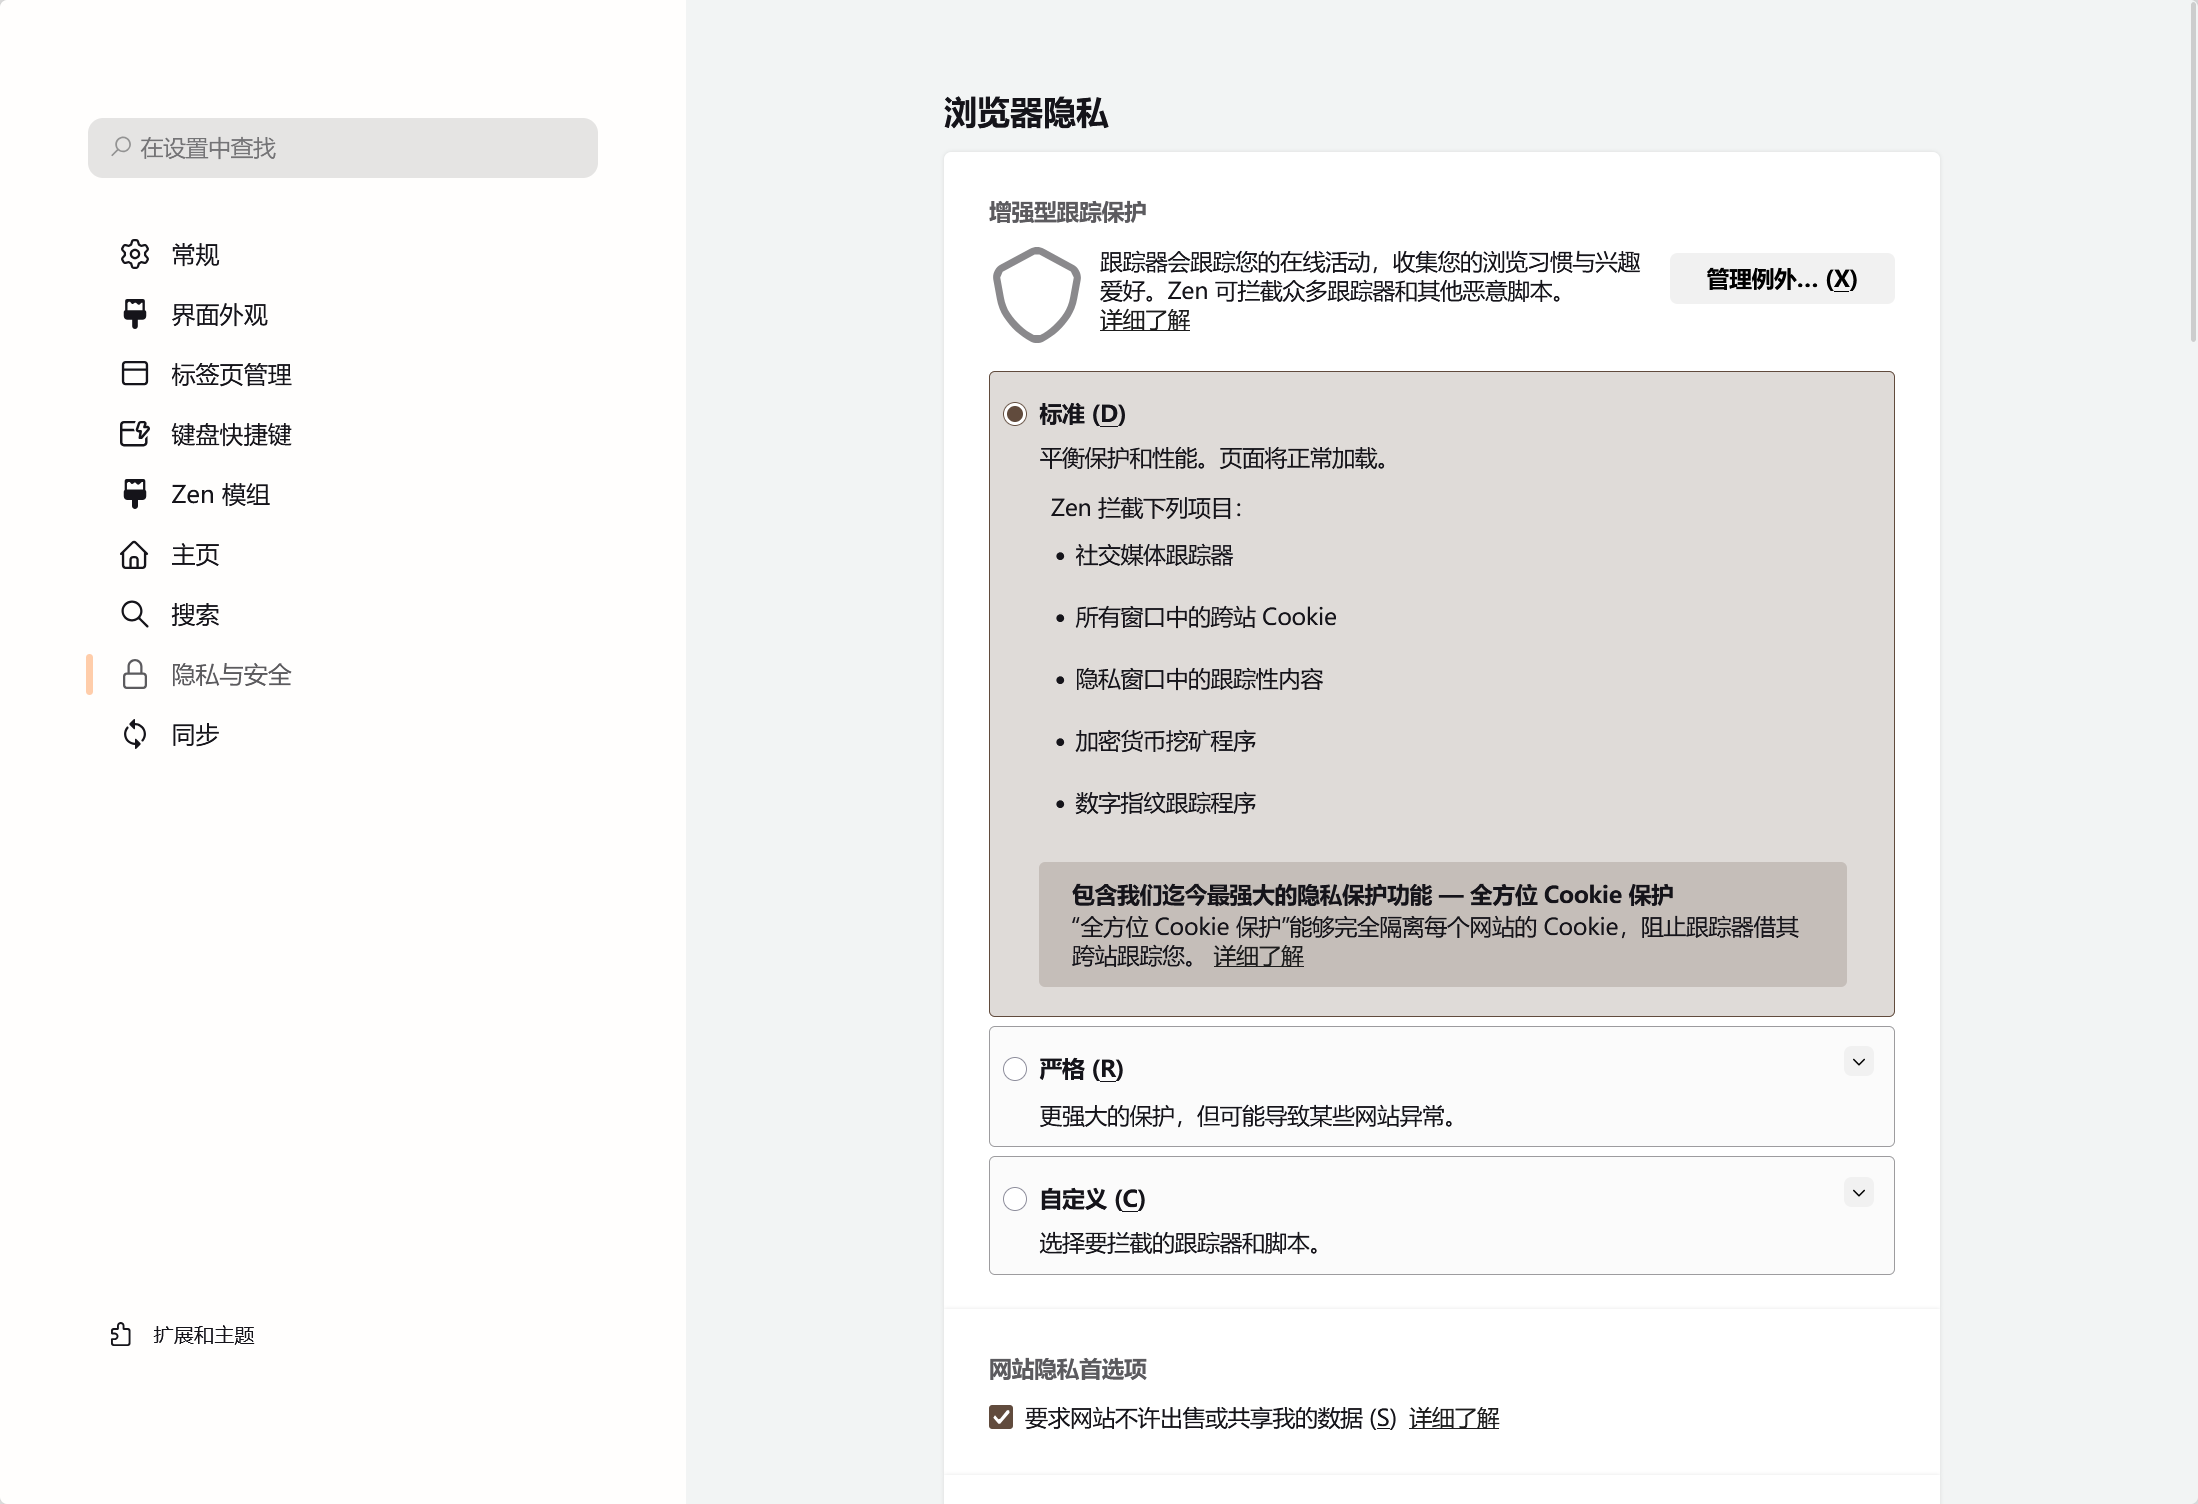 在设置中查找
常规
界面外观
标签页管理
键盘快捷键
Zen 模组
主页
搜索
隐私与安全
同步
扩展和主题
浏览器隐私
增强型跟踪保护
跟踪器会跟踪您的在线活动，收集您的浏览习惯与兴趣
爱好。Zen 可拦截众多跟踪器和其他恶意脚本。
详细了解
管理例外... (X)
标准 (D)
平衡保护和性能。页面将正常加载。
Zen 拦截下列项目：
• 社交媒体跟踪器
• 所有窗口中的跨站 Cookie
• 隐私窗口中的跟踪性内容
• 加密货币挖矿程序
• 数字指纹跟踪程序
包含我们迄今最强大的隐私保护功能 — 全方位 Cookie 保护
“全方位 Cookie 保护”能够完全隔离每个网站的 Cookie，阻止跟踪器借其
跨站跟踪您。 详细了解
严格 (R)
更强大的保护，但可能导致某些网站异常。
自定义 (C)
选择要拦截的跟踪器和脚本。
网站隐私首选项
要求网站不许出售或共享我的数据 (S) 详细了解